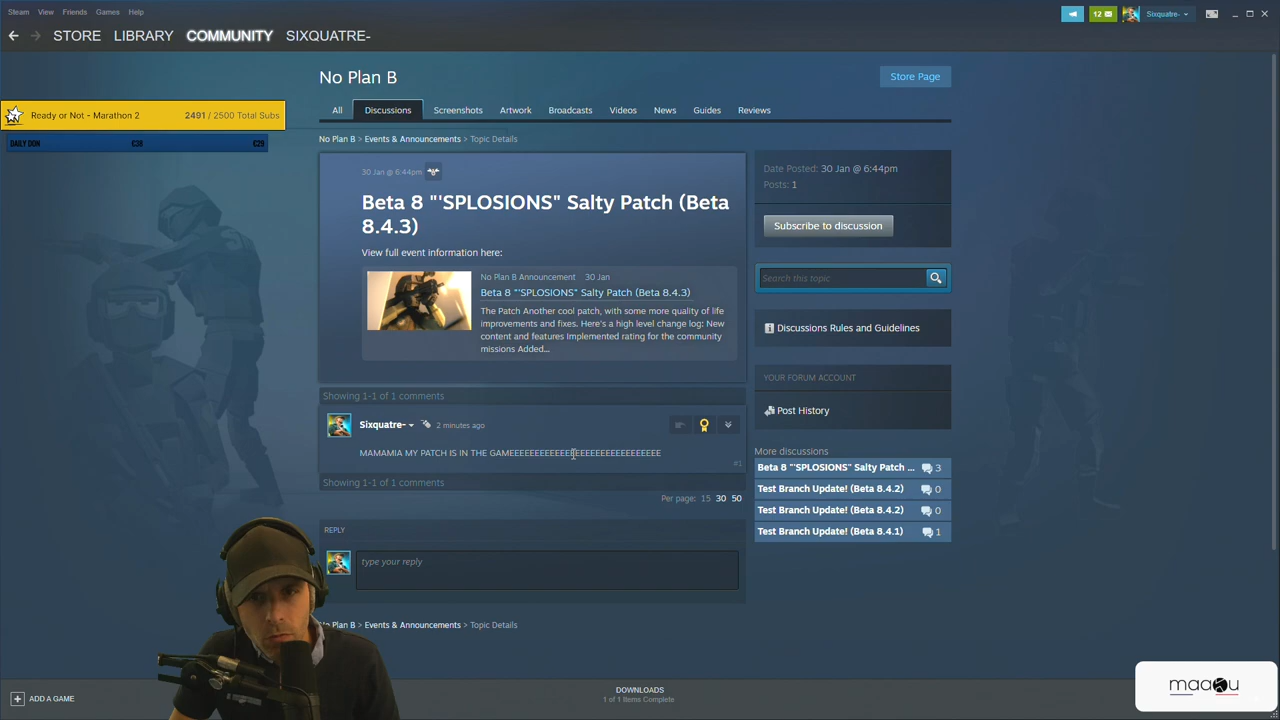 Steam View Friends Games Help
12
Sixquatre-
STORE LIBRARY COMMUNITY SIXQUATRE-
No Plan B
Store Page
All Discussions Screenshots Artwork Broadcasts Videos News Guides Reviews
Ready or Not - Marathon 2 2491 / 2500 Total Subs
DAILY DON €38 €25
No Plan B > Events & Announcements > Topic Details
30 Jan @ 6:44pm
Beta 8 "'SPLOSIONS" Salty Patch (Beta
8.4.3)
View full event information here:
No Plan B Announcement 30 Jan
Beta 8 "'SPLOSIONS" Salty Patch (Beta 8.4.3)
The Patch Another cool patch, with some more quality of life
improvements and fixes. Here's a high level change log: New
content and features Implemented rating for the community
missions Added...
Date Posted: 30 Jan @ 6:44pm
Posts: 1
Subscribe to discussion
Search this topic
Discussions Rules and Guidelines
YOUR FORUM ACCOUNT
Post History
Showing 1-1 of 1 comments
Sixquatre- 2 minutes ago
MAMAMIA MY PATCH IS IN THE GAMEEEEEEEEEEEEEEEEEEEEEEEEEEEEEEE
#1
Showing 1-1 of 1 comments
Per page: 15 30 50
More discussions
Beta 8 "'SPLOSIONS" Salty Patch ... 3
Test Branch Update! (Beta 8.4.2) 0
Test Branch Update! (Beta 8.4.2) 0
Test Branch Update! (Beta 8.4.1) 1
REPLY
type your reply
No Plan B > Events & Announcements > Topic Details
ADD A GAME
DOWNLOADS
1 of 1 Items Complete
maaKu